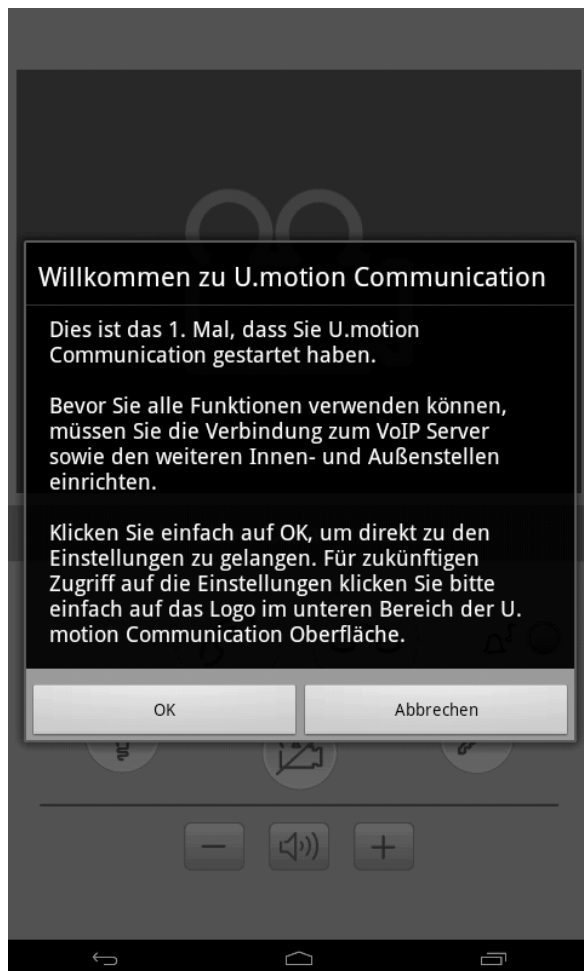 Willkommen zu U.motion Communication
Dies ist das 1. Mal, dass Sie U.motion
Communication gestartet haben.
Bevor Sie alle Funktionen verwenden können,
müssen Sie die Verbindung zum VoIP Server
sowie den weiteren Innen- und Außenstellen
einrichten.
Klicken Sie einfach auf OK, um direkt zu den
Einstellungen zu gelangen. Für zukünftigen
Zugriff auf die Einstellungen klicken Sie bitte
einfach auf das Logo im unteren Bereich der U.
motion Communication Oberfläche.
OK
Abbrechen